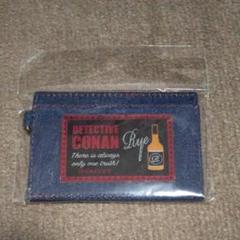 DETECTIVE
CONAN Rye
There is always
only one truth!